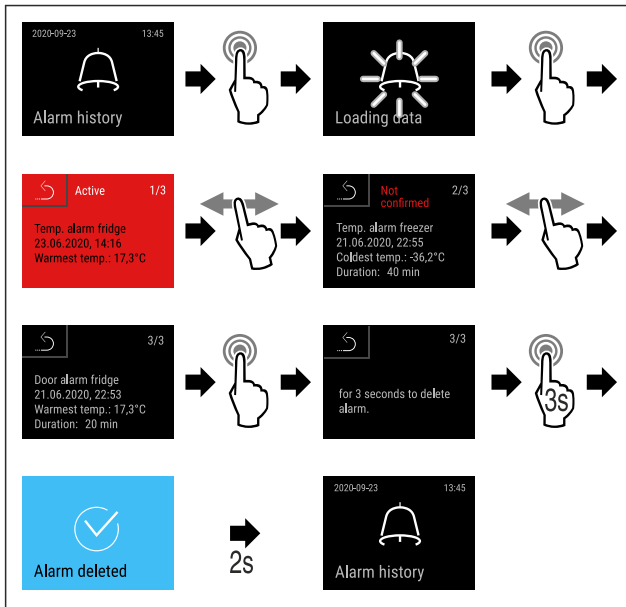 2020-09-23 13:45
Alarm history
Loading data
Active 1/3
Temp. alarm fridge
23.06.2020, 14:16
Warmest temp.: 17,3°C
Not 2/3
confirmed
Temp. alarm freezer
21.06.2020, 22:55
Coldest temp.: -36,2°C
Duration: 40 min
3/3
Door alarm fridge
21.06.2020, 22:53
Warmest temp.: 17,3°C
Duration: 20 min
3/3
for 3 seconds to delete
alarm.
3s
Alarm deleted
2s
2020-09-23 13:45
Alarm history